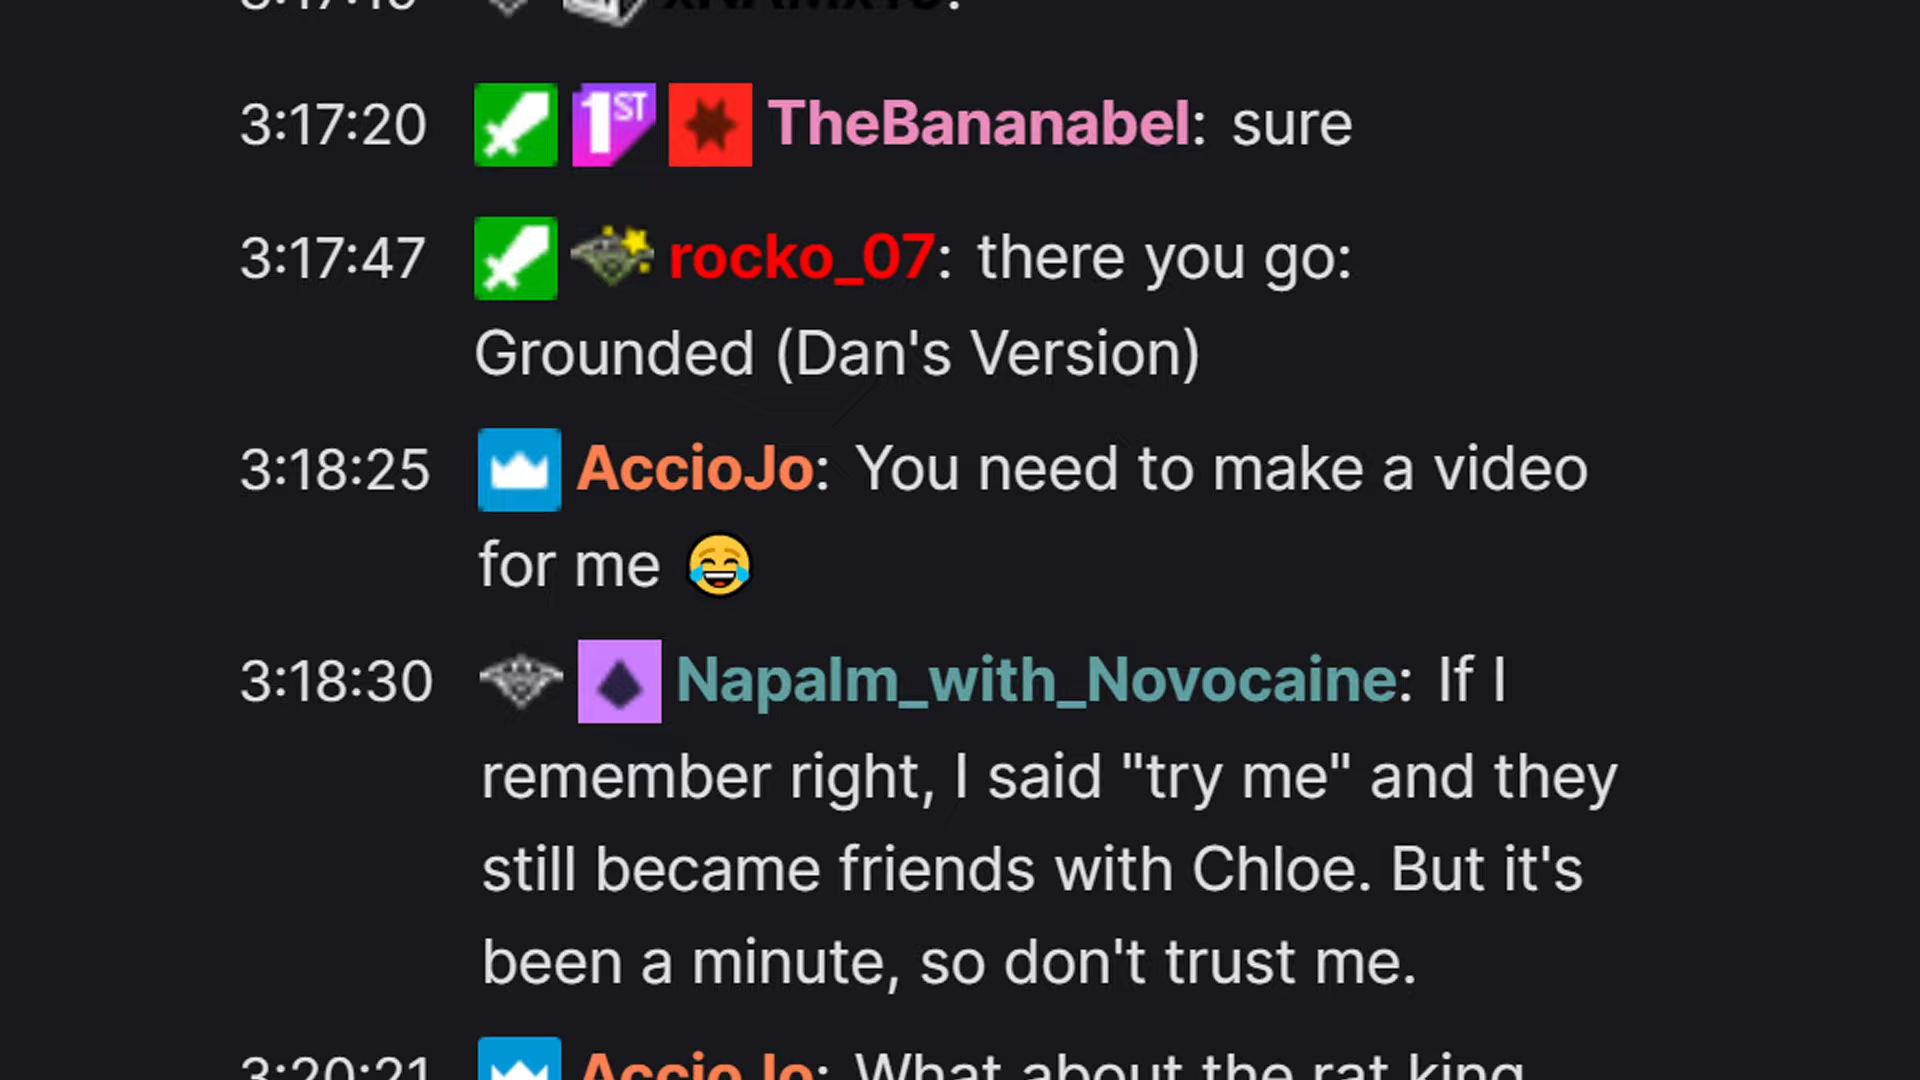 3:17:20 1ST TheBananabel: sure
3:17:47 rocko_07: there you go:
Grounded (Dan's Version)
3:18:25 AccioJo: You need to make a video
for me 😂
3:18:30 Napalm_with_Novocaine: If I
remember right, I said "try me" and they
still became friends with Chloe. But it's
been a minute, so don't trust me.
3:20:21 AccioJo: What about the rat king